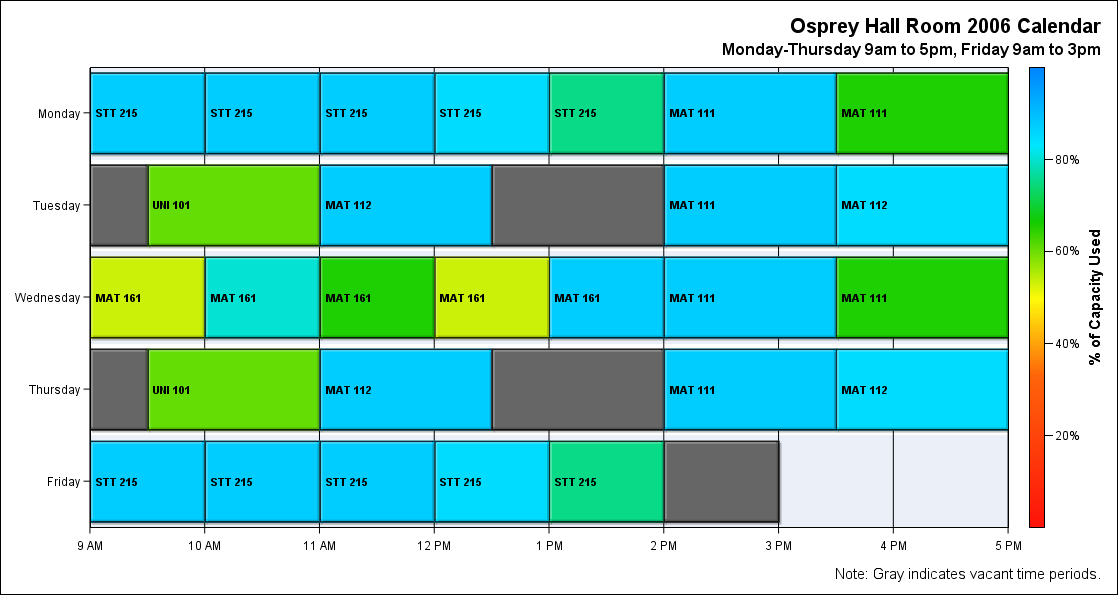 Osprey Hall Room 2006 Calendar
Monday-Thursday 9am to 5pm, Friday 9am to 3pm
Monday STT 215 STT 215 STT 215 STT 215 STT 215 MAT 111 MAT 111
80%
Tuesday UNI 101 MAT 112 MAT 111 MAT 112
60%
Wednesday MAT 161 MAT 161 MAT 161 MAT 161 MAT 161 MAT 111 MAT 111
% of Capacity Used
40%
Thursday UNI 101 MAT 112 MAT 111 MAT 112
20%
Friday STT 215 STT 215 STT 215 STT 215 STT 215
9 AM 10 AM 11 AM 12 PM 1 PM 2 PM 3 PM 4 PM 5 PM
Note: Gray indicates vacant time periods.